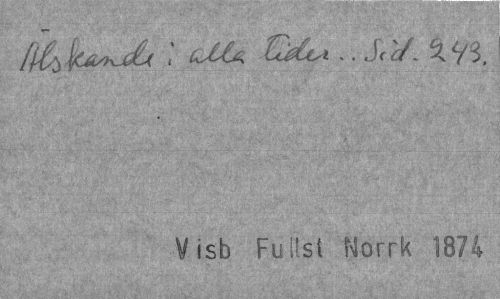 Älskande i alla tider.. Sid. 243.
Visb Fullst Norrk 1874